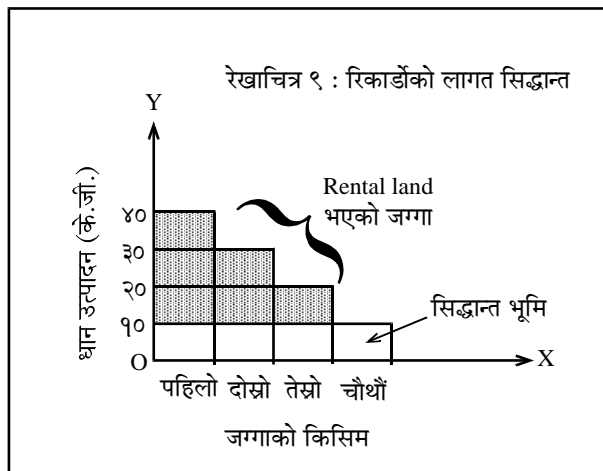 रेखाचित्र ९ : रिकार्डोको लागत सिद्धान्त
Y
Rental land
भएको जग्गा
धान उत्पादन (के.जी.)
४०
३०
२०
१०
O
सिद्धान्त भूमि
X
पहिलो दोस्रो तेस्रो चौथौं
जग्गाको किसिम